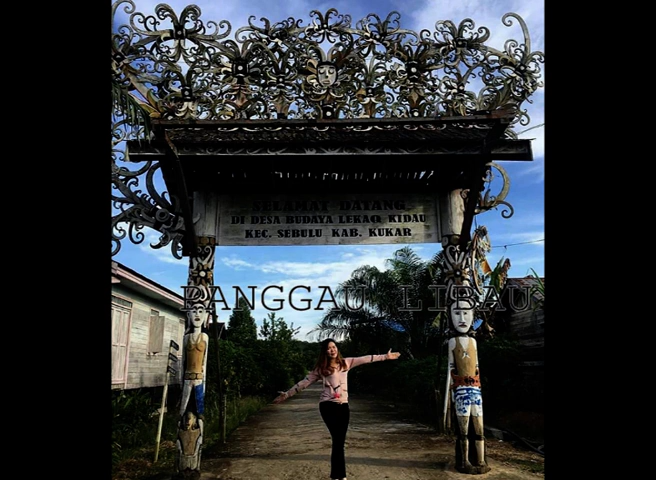 SELAMAT DATANG
DI DESA BUDAYA LEKAQ KIDAU
KEC. SEBULU KAB. KUKAR
PANGGAU LIBAU